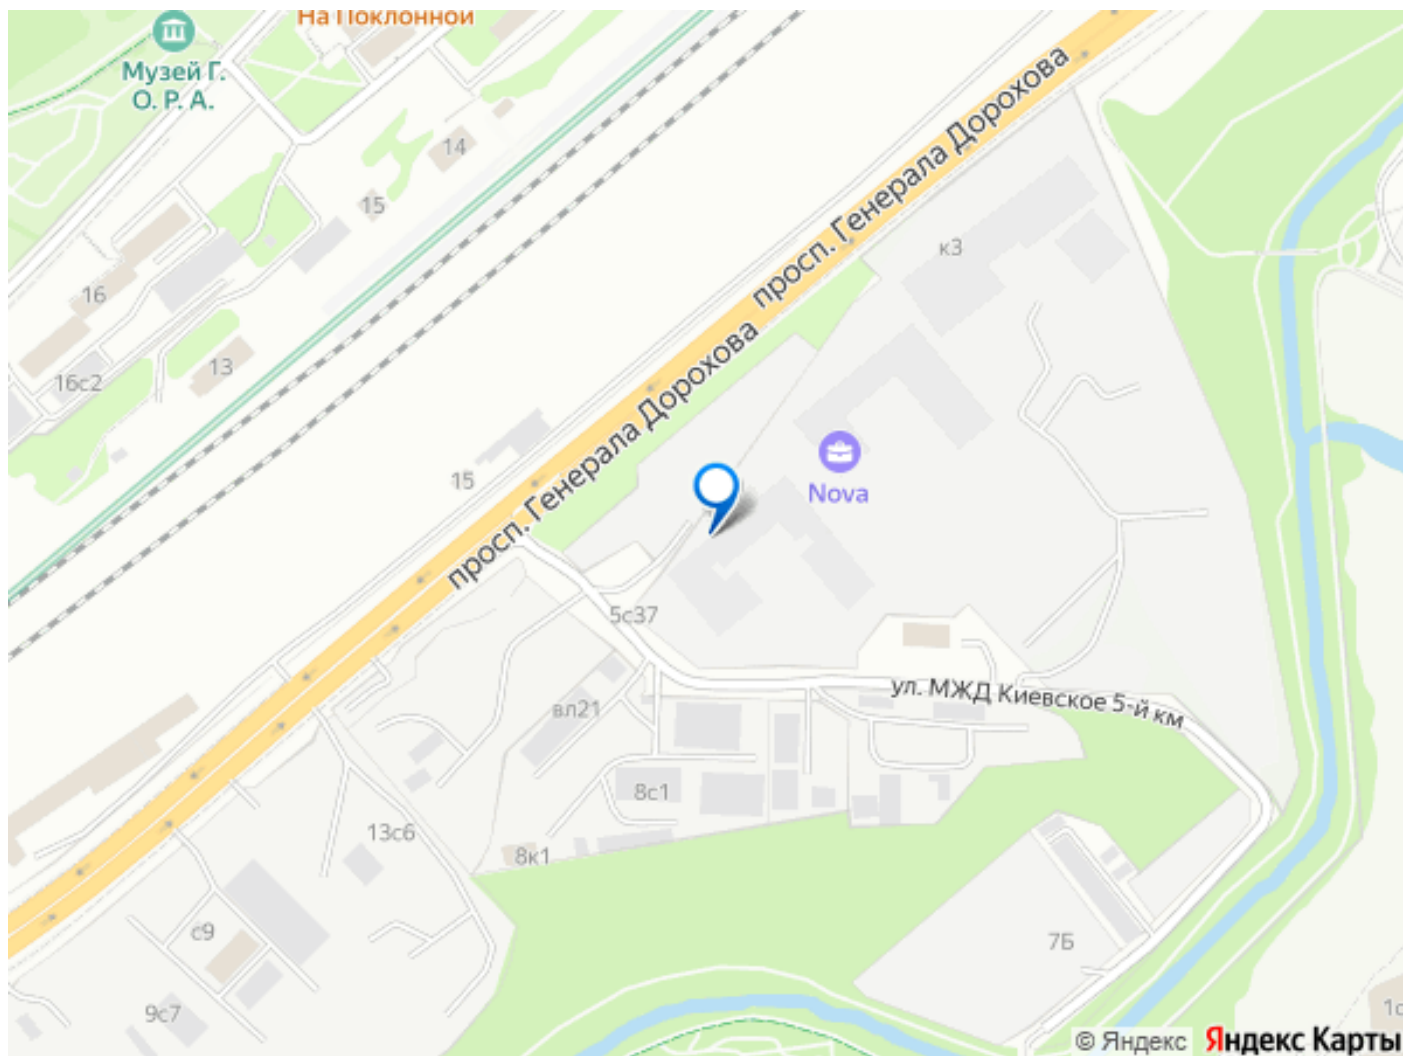 На Поклонной
Музей Г.
О. Р. А.
14
15
16
13
16с2
просп. Генерала Дорохова
к3
просп. Генерала Дорохова
15
Nova
5с37
ул. МЖД Киевское 5-й км
вл21
8с1
13с6
8к1
с9
7Б
9с7
1с
© Яндекс Яндекс Карты